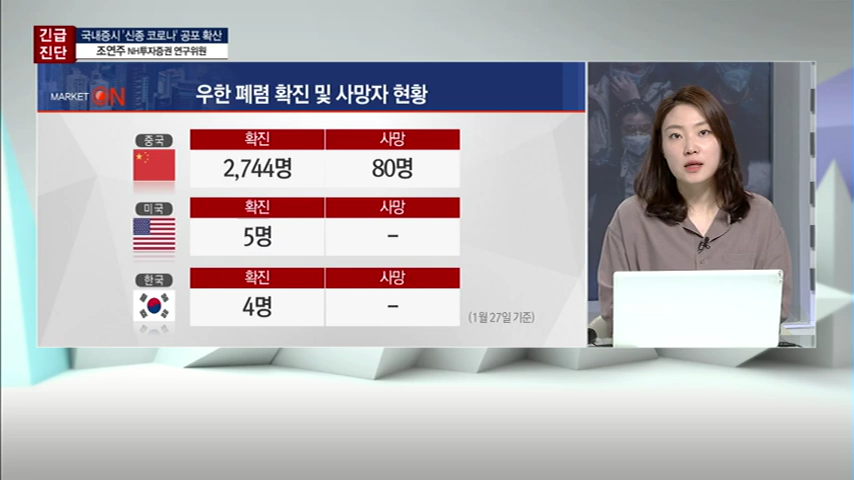 긴급
진단
국내증시 '신종 코로나' 공포 확산
조연주 NH투자증권 연구위원
MARKET ON
우한 폐렴 확진 및 사망자 현황
중국
확진 사망
2,744명 80명
미국
확진 사망
5명 -
한국
확진 사망
4명 -
(1월 27일 기준)